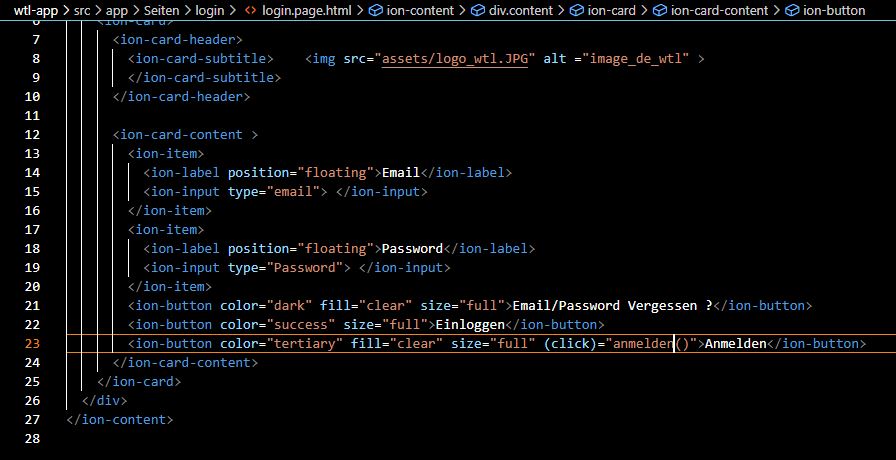 wtl-app > src > app > Seiten > login > <> login.page.html > ion-content > div.content > ion-card > ion-card-content > ion-button
6 <ion-card>
7 <ion-card-header>
8 <ion-card-subtitle>    <img src="assets/logo_wtl.JPG" alt ="image_de_wtl" >
9 </ion-card-subtitle>
10 </ion-card-header>
11
12 <ion-card-content >
13 <ion-item>
14 <ion-label position="floating">Email</ion-label>
15 <ion-input type="email"> </ion-input>
16 </ion-item>
17 <ion-item>
18 <ion-label position="floating">Password</ion-label>
19 <ion-input type="Password"> </ion-input>
20 </ion-item>
21 <ion-button color="dark" fill="clear" size="full">Email/Password Vergessen ?</ion-button>
22 <ion-button color="success" size="full">Einloggen</ion-button>
23 <ion-button color="tertiary" fill="clear" size="full" (click)="anmelden()">Anmelden</ion-button>
24 </ion-card-content>
25 </ion-card>
26 </div>
27 </ion-content>
28